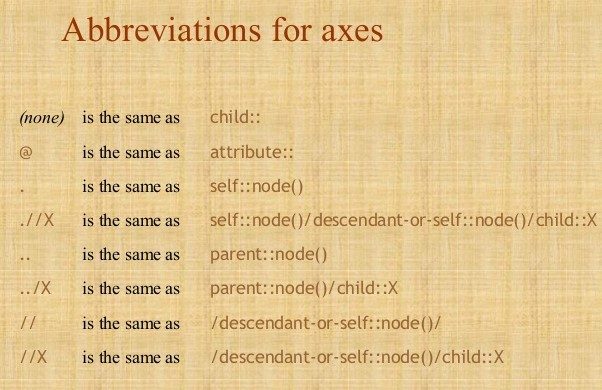 Abbreviations for axes
(none) is the same as child::
@ is the same as attribute::
. is the same as self::node()
.//X is the same as self::node()/descendant-or-self::node()/child::X
.. is the same as parent::node()
../X is the same as parent::node()/child::X
// is the same as /descendant-or-self::node()/
//X is the same as /descendant-or-self::node()/child::X